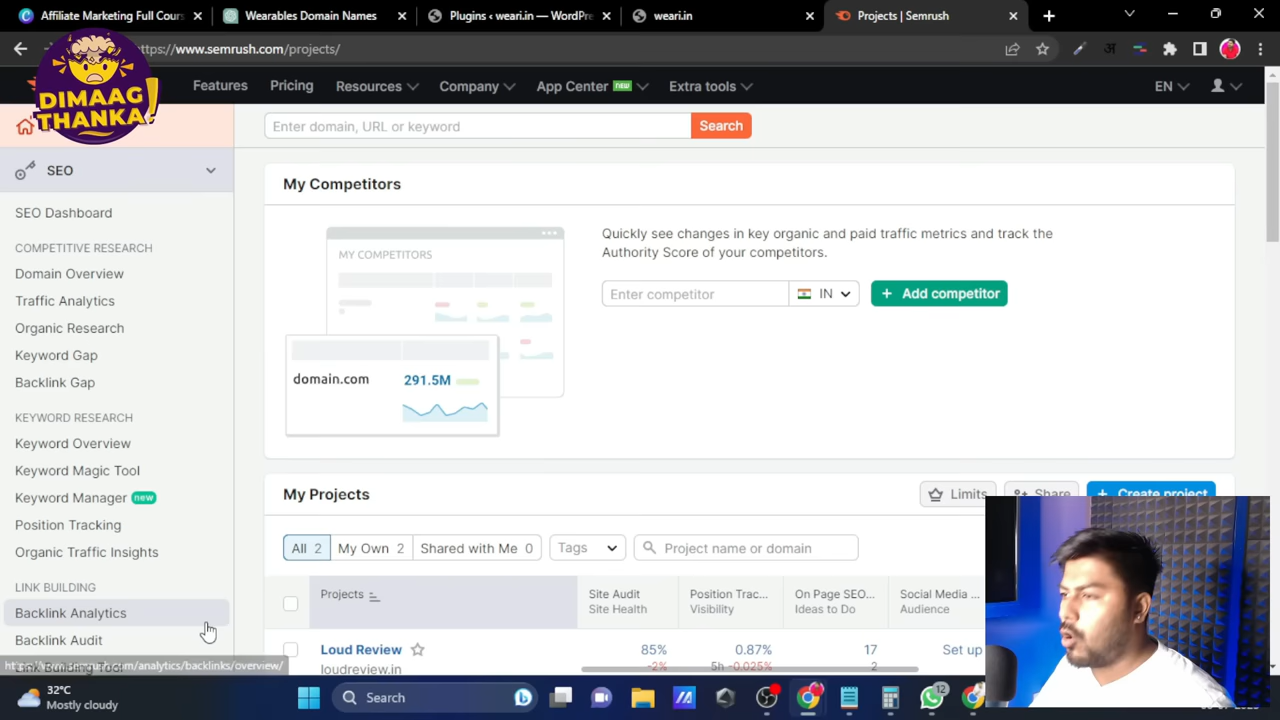 Affiliate Marketing Full Cours
Wearables Domain Names
Plugins ‹ weari.in — WordPre
weari.in
Projects | Semrush
https://www.semrush.com/projects/
DIMAAG
THANKA!
Features
Pricing
Resources
Company
App Center new
Extra tools
EN
Enter domain, URL or keyword
Search
SEO
SEO Dashboard
COMPETITIVE RESEARCH
Domain Overview
Traffic Analytics
Organic Research
Keyword Gap
Backlink Gap
KEYWORD RESEARCH
Keyword Overview
Keyword Magic Tool
Keyword Manager new
Position Tracking
Organic Traffic Insights
LINK BUILDING
Backlink Analytics
Backlink Audit
My Competitors
MY COMPETITORS
domain.com
291.5M
Quickly see changes in key organic and paid traffic metrics and track the
Authority Score of your competitors.
Enter competitor
IN
+ Add competitor
My Projects
Limits
Share
+ Create project
All 2
My Own 2
Shared with Me 0
Tags
Project name or domain
Projects
Site Audit
Site Health
Position Trac...
Visibility
On Page SEO...
Ideas to Do
Social Media ...
Audience
Loud Review
loudreview.in
85%
-2%
0.87%
5h -0.025%
17
2
Set up
32°C
Mostly cloudy
Search
12